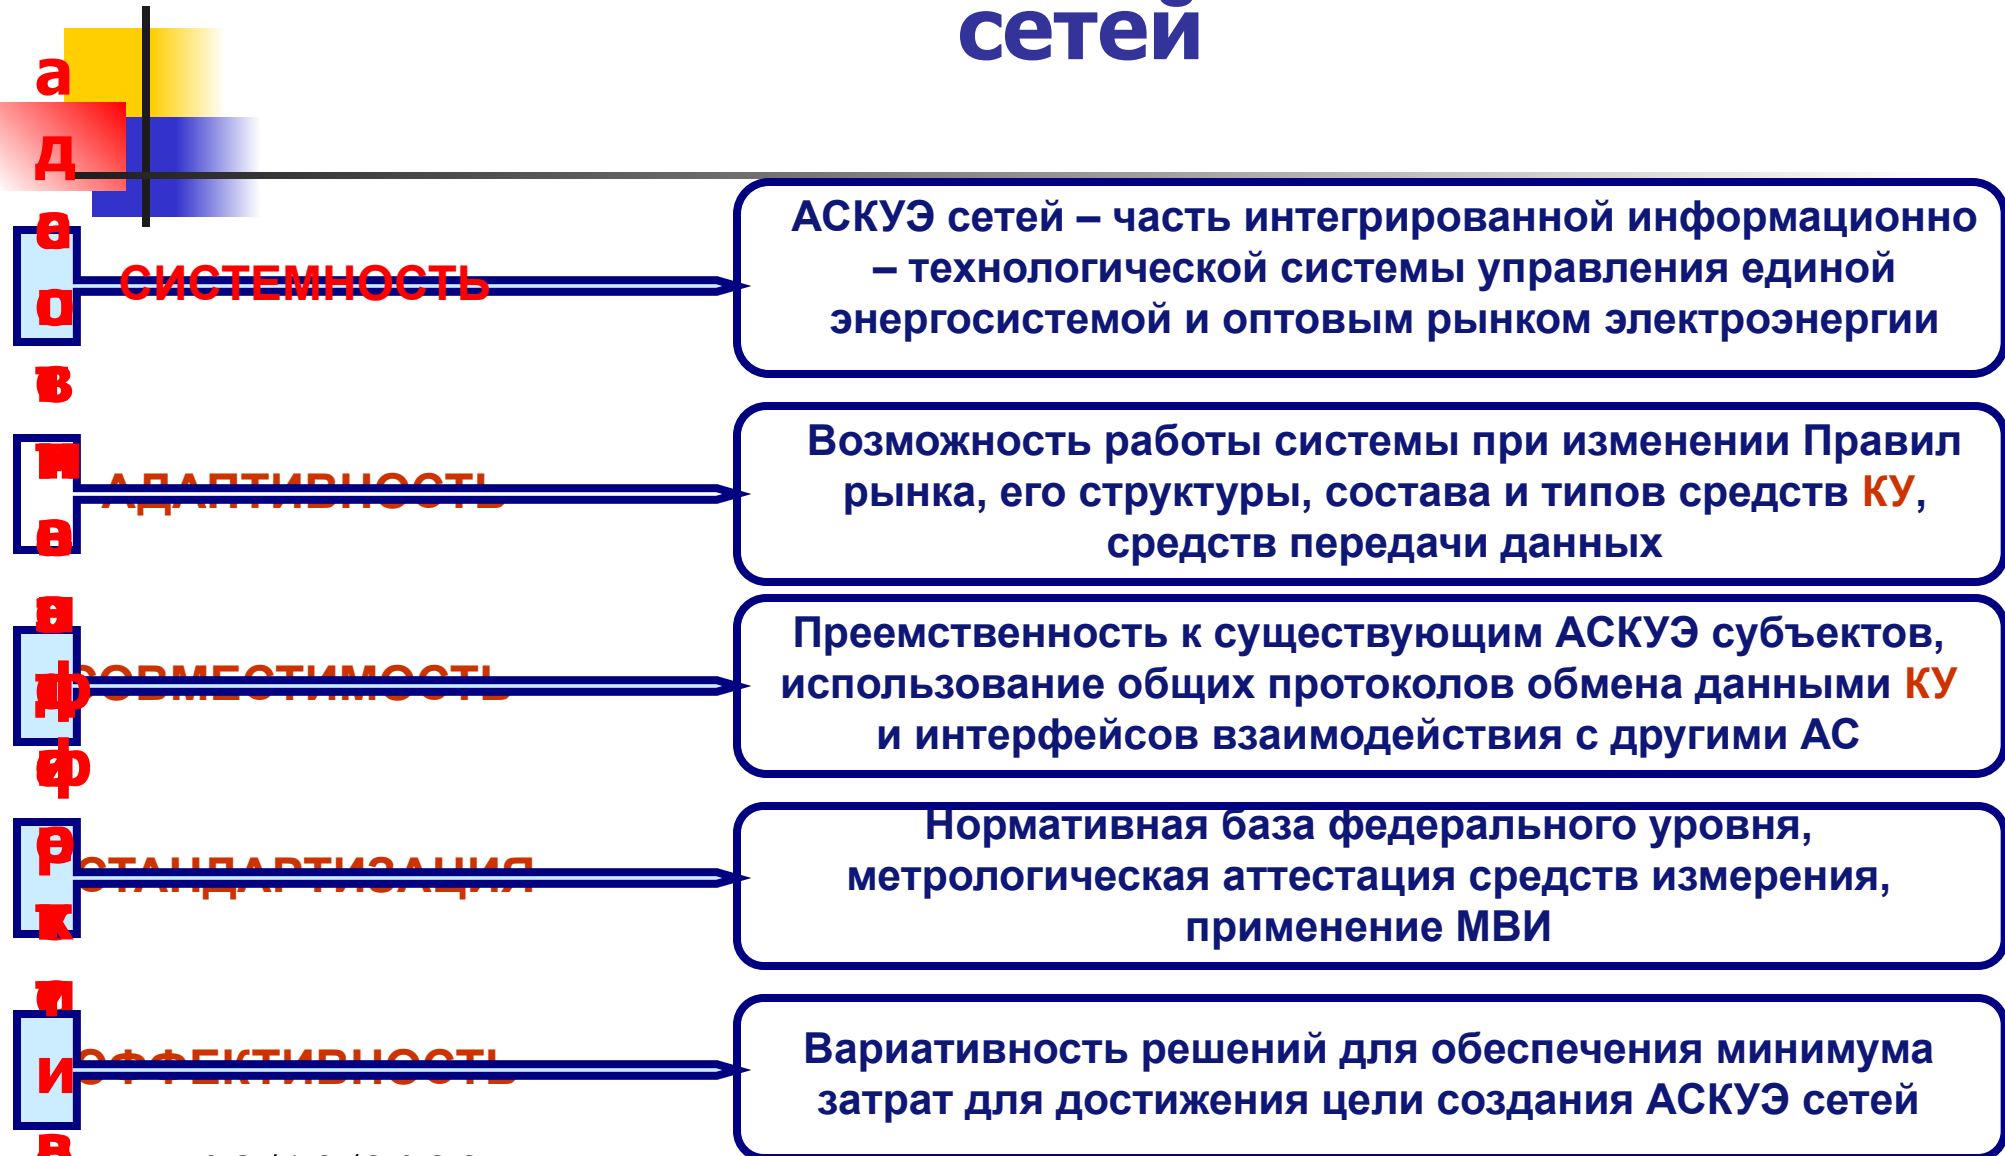 сетей
СИСТЕМНОСТЬ
АСКУЭ сетей – часть интегрированной информационно
– технологической системы управления единой
энергосистемой и оптовым рынком электроэнергии
АДАПТИВНОСТЬ
Возможность работы системы при изменении Правил
рынка, его структуры, состава и типов средств КУ,
средств передачи данных
СОВМЕСТИМОСТЬ
Преемственность к существующим АСКУЭ субъектов,
использование общих протоколов обмена данными КУ
и интерфейсов взаимодействия с другими АС
СТАНДАРТИЗАЦИЯ
Нормативная база федерального уровня,
метрологическая аттестация средств измерения,
применение МВИ
ЭФФЕКТИВНОСТЬ
Вариативность решений для обеспечения минимума
затрат для достижения цели создания АСКУЭ сетей